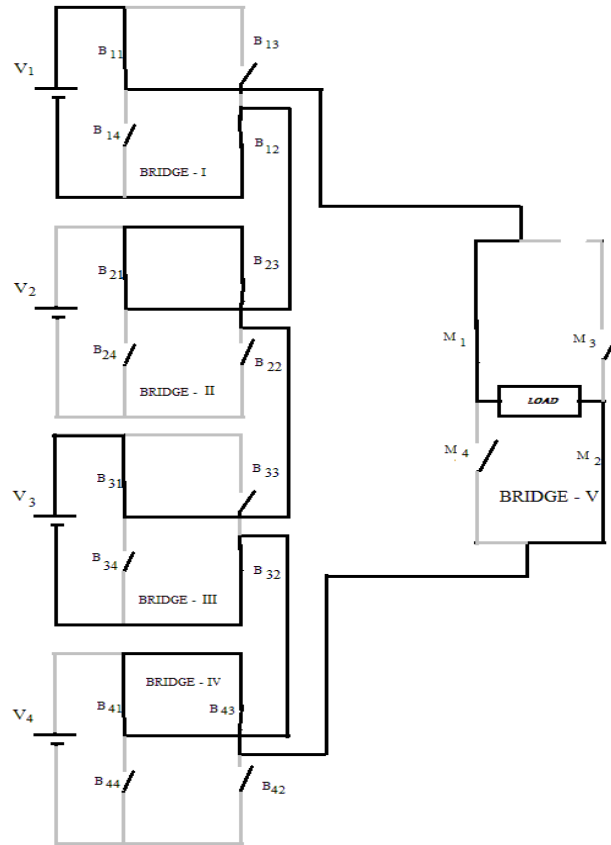 V1
B11
B13
B14
B12
BRIDGE - I
V2
B21
B23
B24
B22
BRIDGE - II
V3
B31
B33
B34
B32
BRIDGE - III
V4
BRIDGE - IV
B41
B43
B44
B42
M1
M3
LOAD
M4
M2
BRIDGE - V